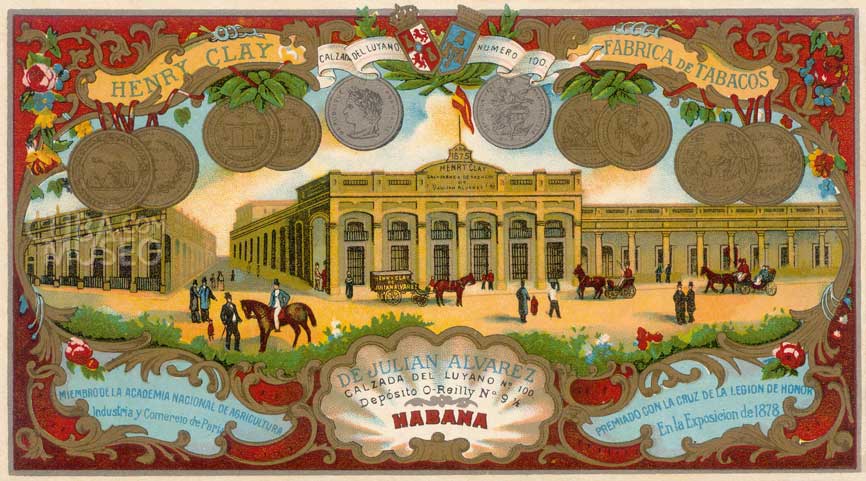 HENRY CLAY
CALZADA DEL LUYANO NUMERO 100.
FABRICA DE TABACOS
1875
HENRY CLAY
JULIAN ALVAREZ
HENRY CLAY
JULIAN ALVAREZ
DE JULIAN ALVAREZ
CALZADA DEL LUYANO Nº 100.
Depósito O-Reilly Nº 9 ½
HABANA
MIEMBRO DE LA ACADEMIA NACIONAL DE AGRICULTURA
Industria y Comercio de Paris
PREMIADO CON LA CRUZ DE LA LEGION DE HONOR
En la Exposicion de 1878.
MUSEO